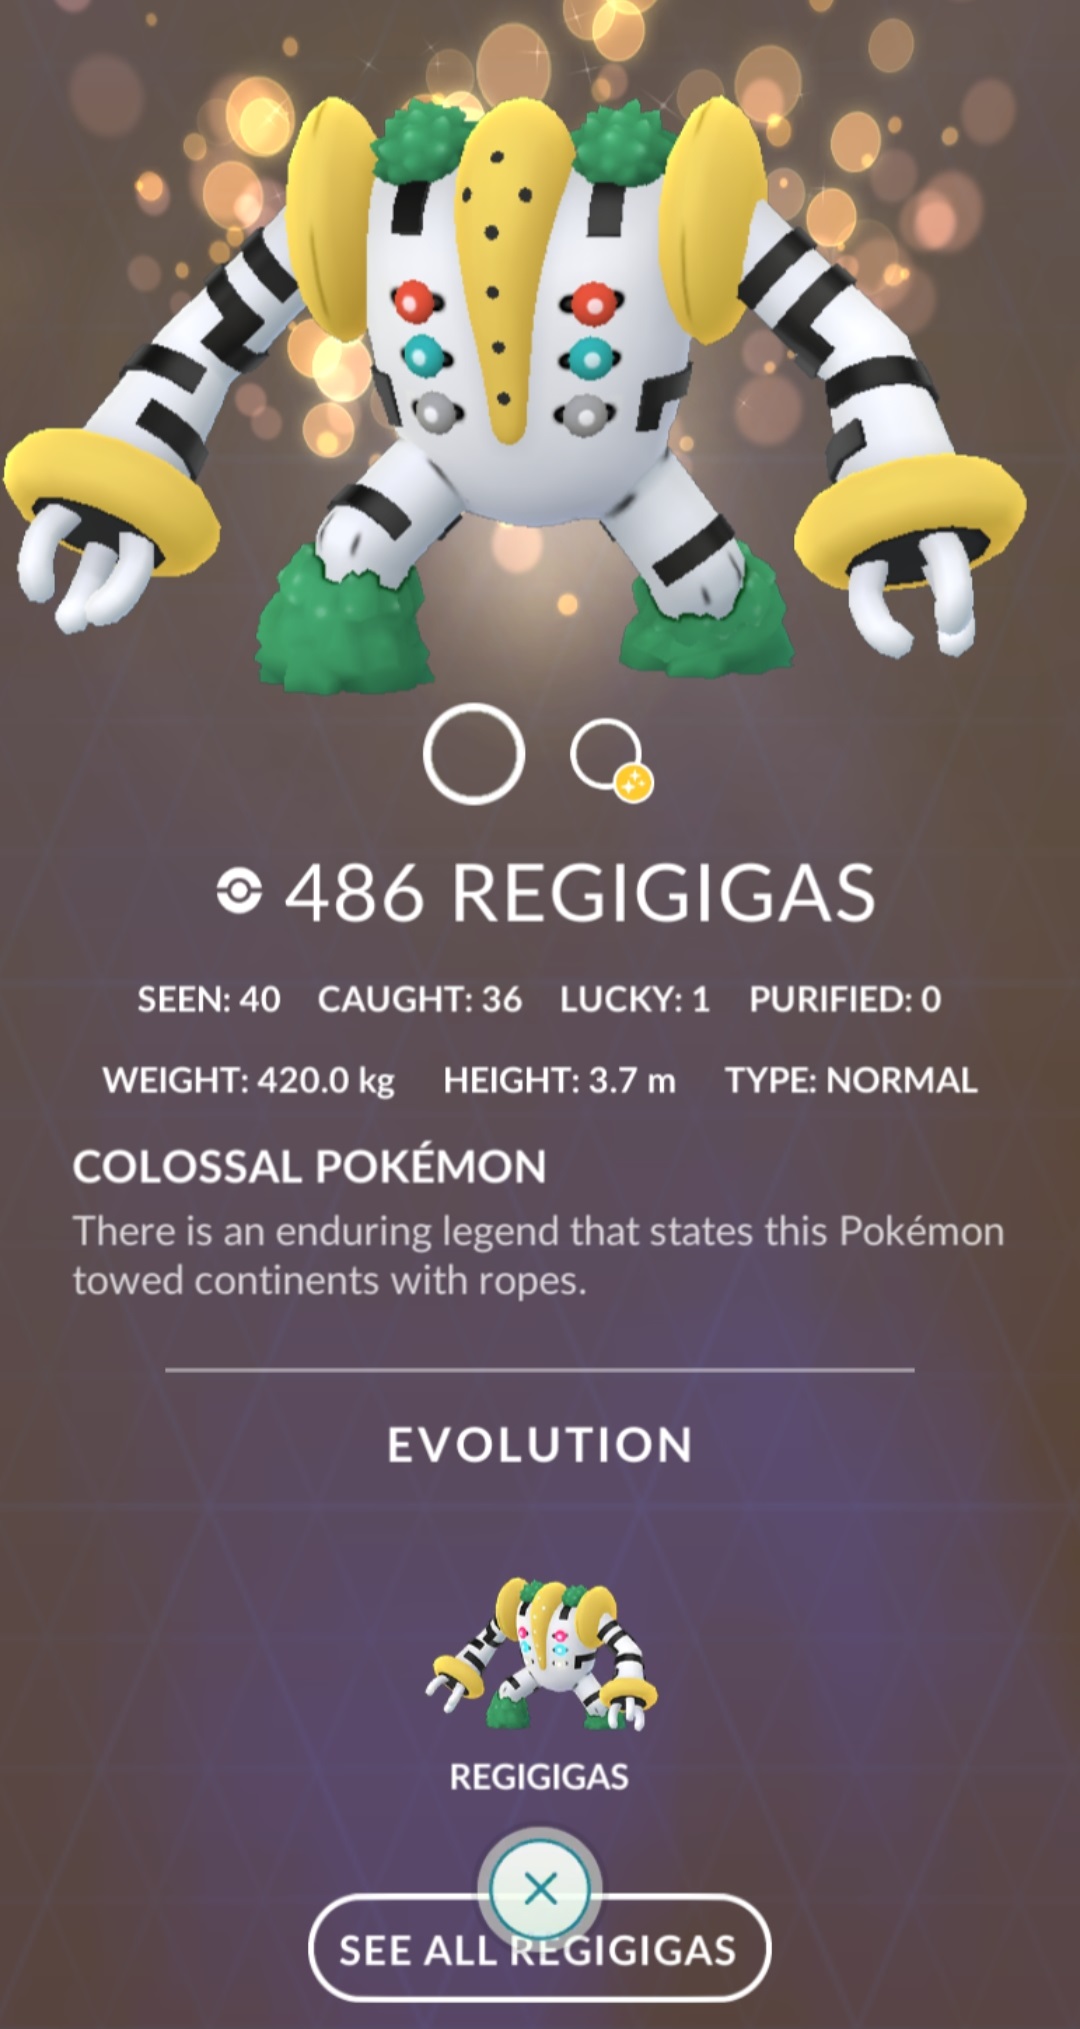 486 REGIGIGAS
SEEN: 40 CAUGHT: 36 LUCKY: 1 PURIFIED: 0
WEIGHT: 420.0 kg HEIGHT: 3.7 m TYPE: NORMAL
COLOSSAL POKÉMON
There is an enduring legend that states this Pokémon
towed continents with ropes.
EVOLUTION
REGIGIGAS
SEE ALL REGIGIGAS